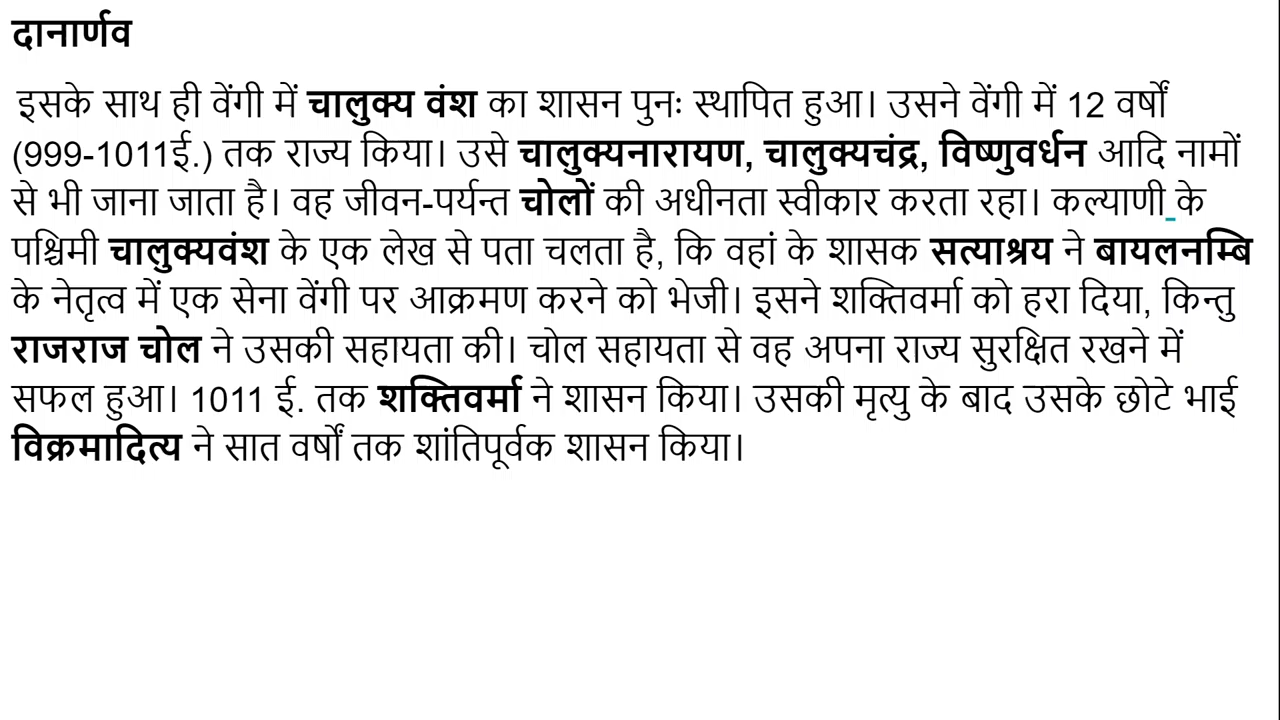 दानार्णव
इसके साथ ही वेंगी में चालुक्य वंश का शासन पुनः स्थापित हुआ। उसने वेंगी में 12 वर्षों
(999-1011ई.) तक राज्य किया। उसे चालुक्यनारायण, चालुक्यचंद्र, विष्णुवर्धन आदि नामों
से भी जाना जाता है। वह जीवन-पर्यन्त चोलों की अधीनता स्वीकार करता रहा। कल्याणी के
पश्चिमी चालुक्यवंश के एक लेख से पता चलता है, कि वहां के शासक सत्याश्रय ने बायलनम्बि
के नेतृत्व में एक सेना वेंगी पर आक्रमण करने को भेजी। इसने शक्तिवर्मा को हरा दिया, किन्तु
राजराज चोल ने उसकी सहायता की। चोल सहायता से वह अपना राज्य सुरक्षित रखने में
सफल हुआ। 1011 ई. तक शक्तिवर्मा ने शासन किया। उसकी मृत्यु के बाद उसके छोटे भाई
विक्रमादित्य ने सात वर्षों तक शांतिपूर्वक शासन किया।